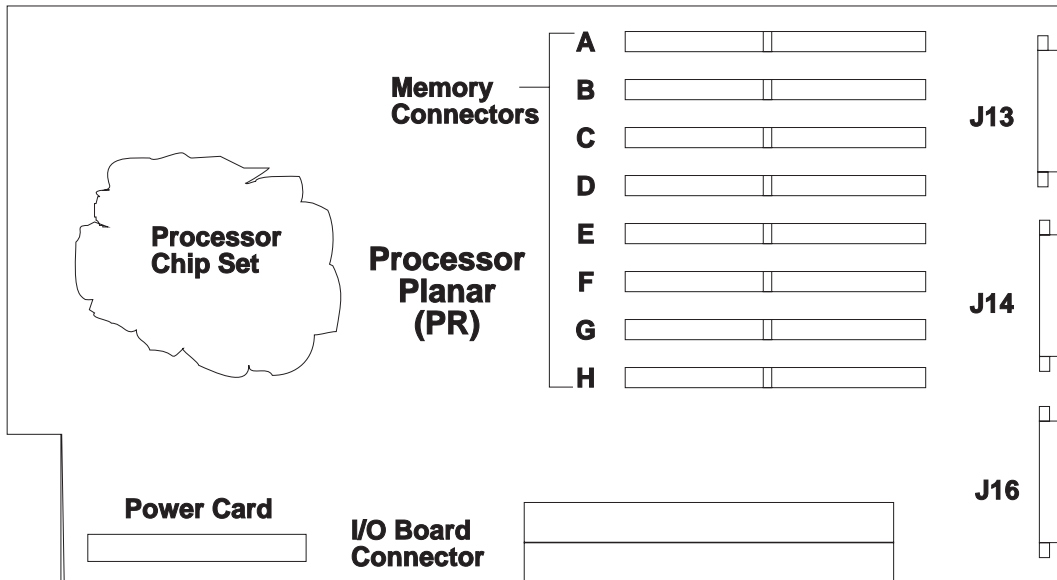 A
Memory
Connectors
B
C
J13
D
Processor
Chip Set
E
Processor
Planar
(PR)
F
J14
G
H
J16
Power Card
I/O Board
Connector